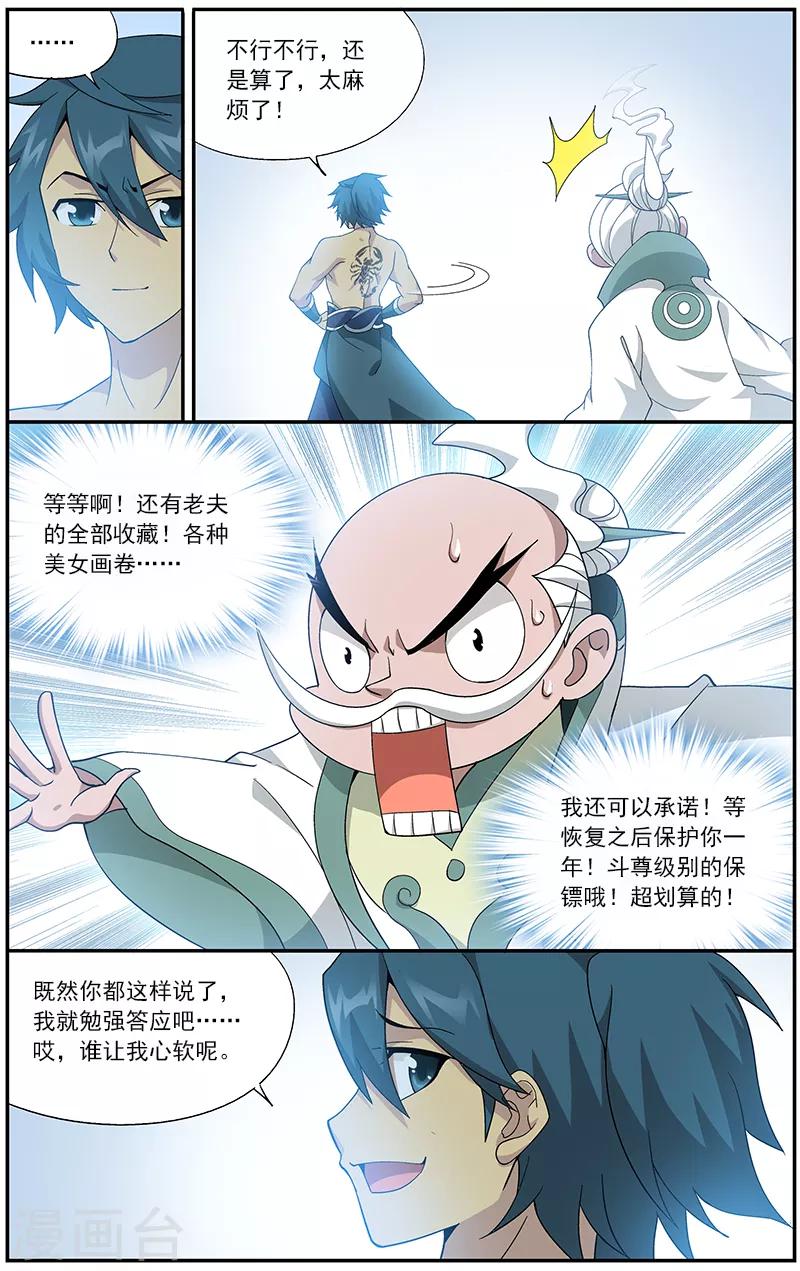 ……
不行不行，还
是算了，太麻
烦了！
等等啊！还有老夫
的全部收藏！各种
美女画卷……
我还可以承诺！等
恢复之后保护你一
年！斗尊级别的保
镖哦！超划算的！
既然你都这样说了，
我就勉强答应吧……
哎，谁让我心软呢。
漫画台